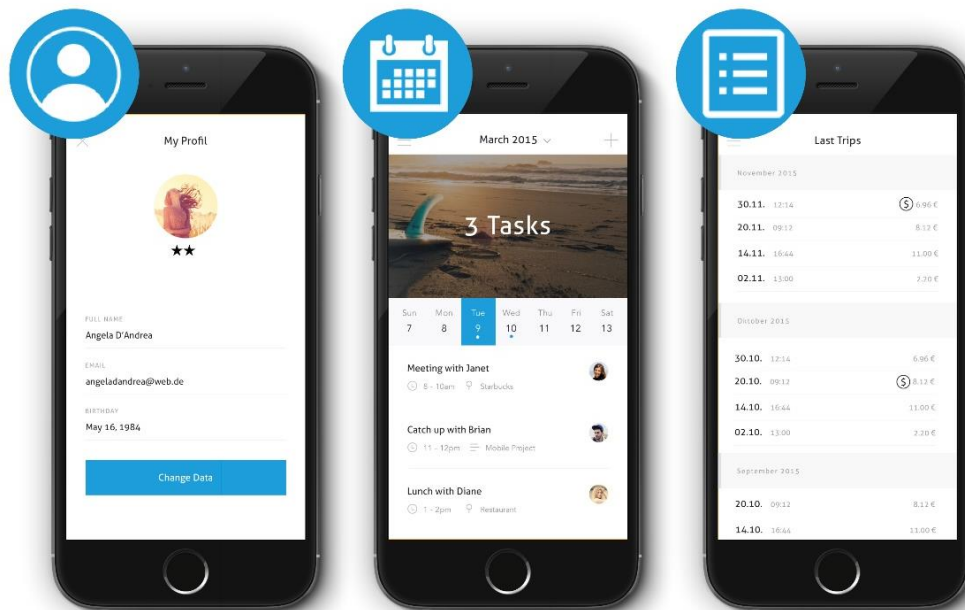 My Profil
★★
FULL NAME
Angela D'Andrea
EMAIL
angeladandrea@web.de
BIRTHDAY
May 16, 1984
Change Data
March 2015
3 Tasks
Sun Mon Tue Wed Thu Fri Sat
7 8 9 10 11 12 13
Meeting with Janet
8 - 10am Starbucks
Catch up with Brian
11 - 12pm Mobile Project
Lunch with Diane
1 - 2pm Restaurant
Last Trips
November 2015
30.11. 12:14 $ 6.96 €
20.11. 09:12 8.12 €
14.11. 16:44 11.00 €
02.11. 13:00 2.20 €
Oktober 2015
30.10. 12:14 6.96 €
20.10. 09:12 $ 8.12 €
14.10. 16:44 11.00 €
02.10. 13:00 2.20 €
September 2015
20.10. 09:12 8.12 €
14.10. 16:44 11.00 €